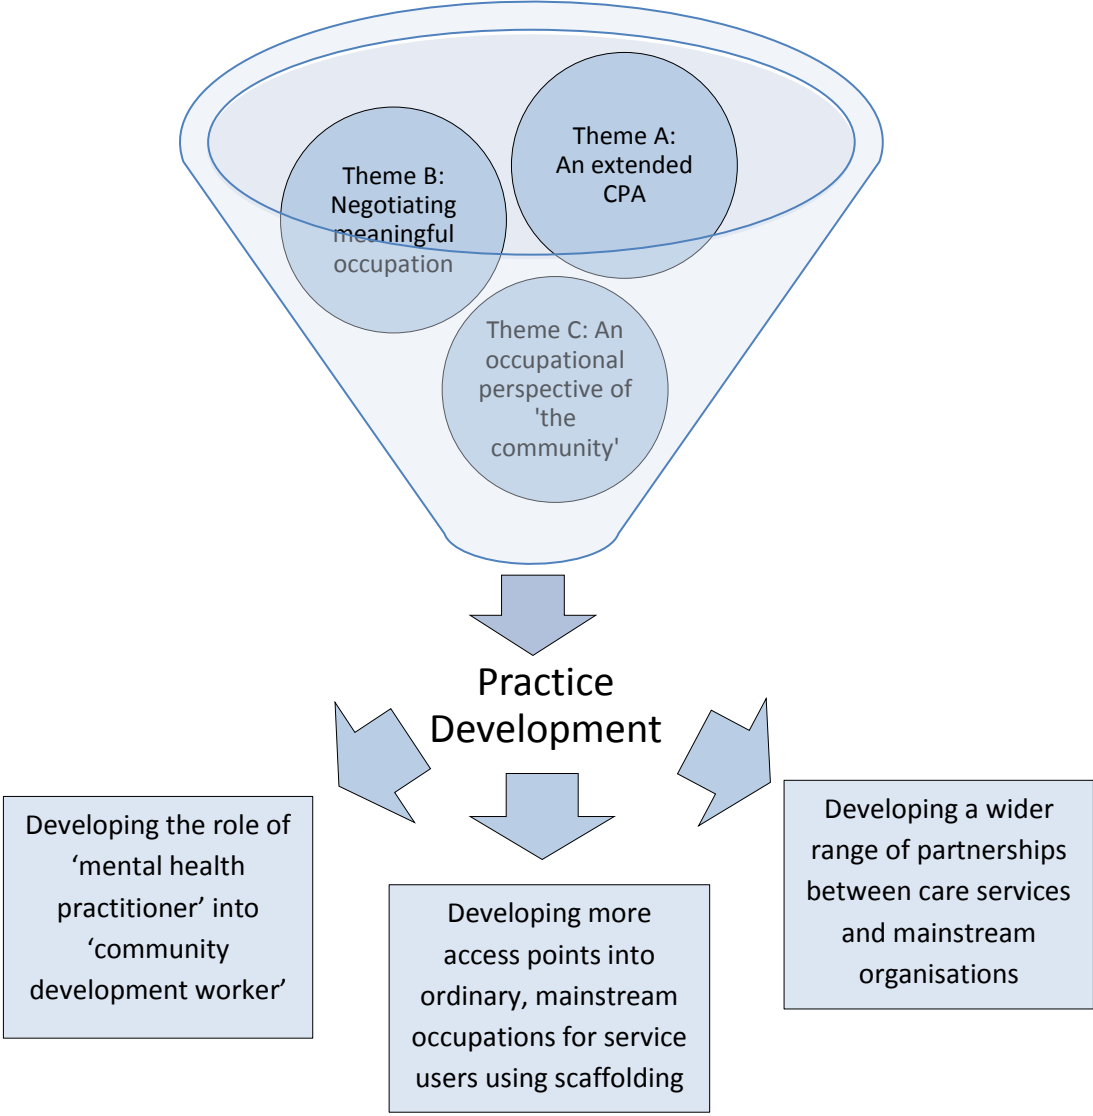 Theme A:
An extended
CPA
Theme B:
Negotiating
meaningful
occupation
Theme C: An
occupational
perspective of
'the
community'
Practice
Development
Developing the role of
‘mental health
practitioner’ into
‘community
development worker’
Developing more
access points into
ordinary, mainstream
occupations for service
users using scaffolding
Developing a wider
range of partnerships
between care services
and mainstream
organisations